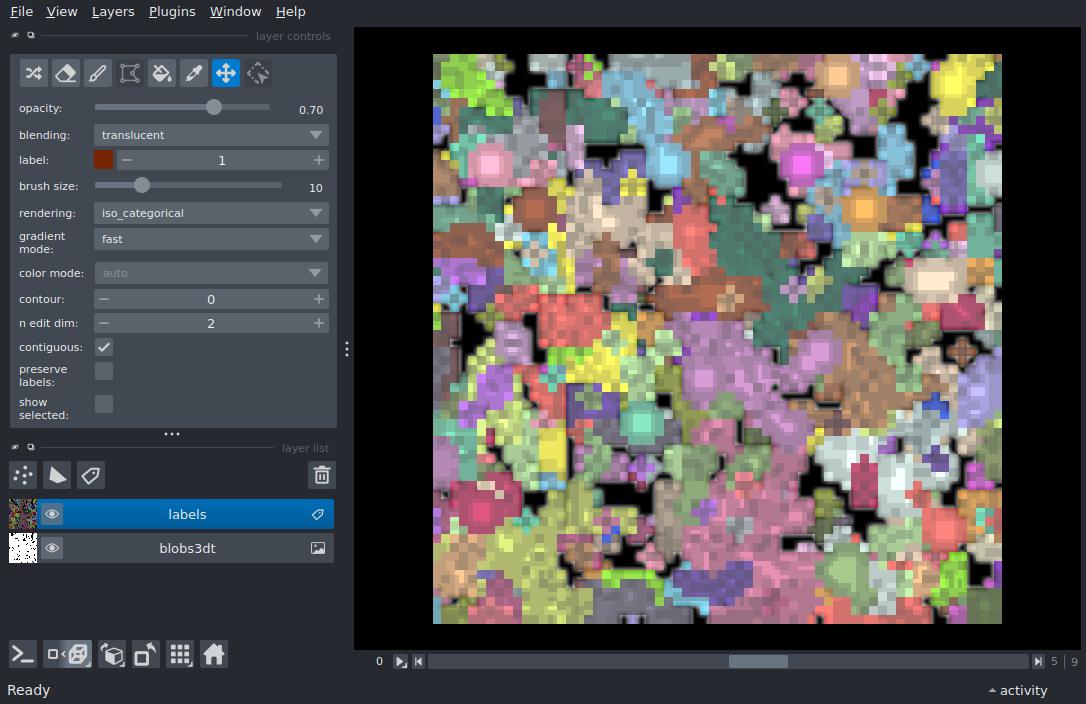 File View Layers Plugins Window Help
layer controls
opacity: 0.70
blending: translucent
label: 1
brush size: 10
rendering: iso_categorical
gradient
mode: fast
color mode: auto
contour: 0
n edit dim: 2
contiguous:
preserve
labels:
show
selected:
layer list
labels
blobs3dt
0 5 9
Ready activity